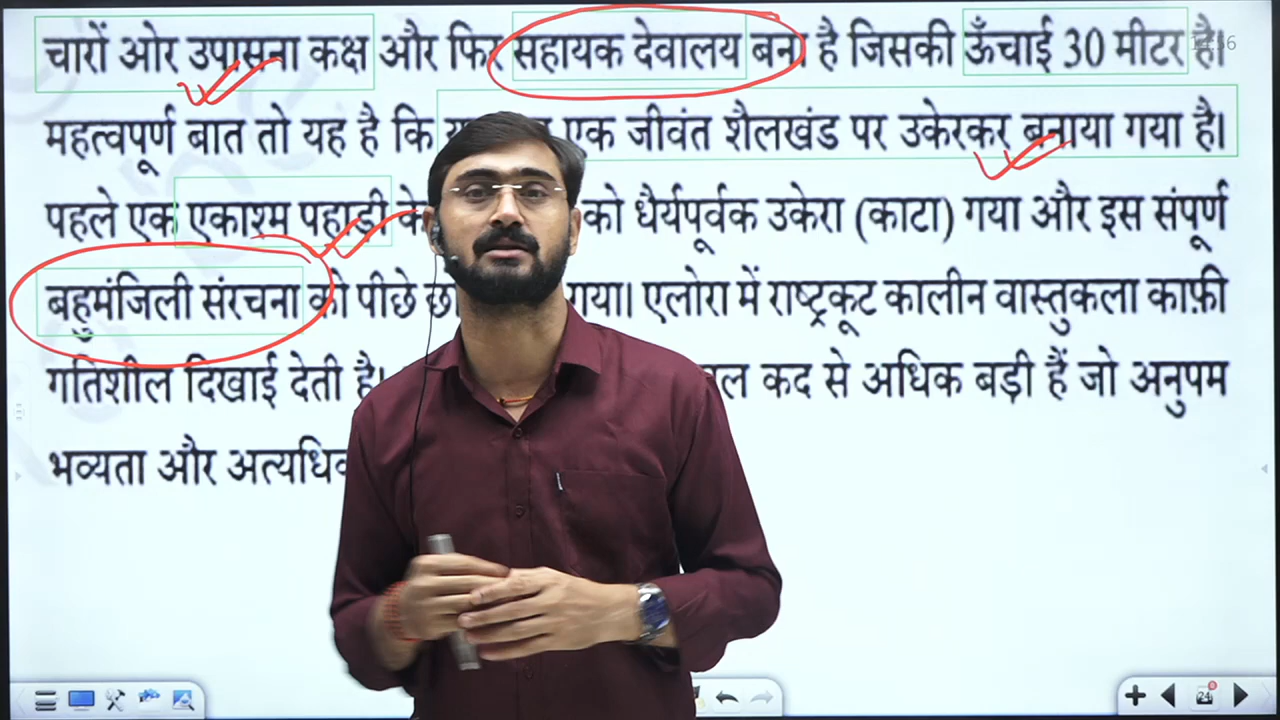 चारों ओर उपासना कक्ष और फिर सहायक देवालय बना है जिसकी ऊँचाई 30 मीटर है।
महत्वपूर्ण बात तो यह है कि एक जीवंत शैलखंड पर उकेरकर बनाया गया है।
पहले एक एकाश्म पहाड़ी के को धैर्यपूर्वक उकेरा (काटा) गया और इस संपूर्ण
बहुमंजिली संरचना को पीछे गया। एलोरा में राष्ट्रकूट कालीन वास्तुकला काफ़ी
गतिशील दिखाई देती है। कद से अधिक बड़ी हैं जो अनुपम
भव्यता और अत्यधिक
24